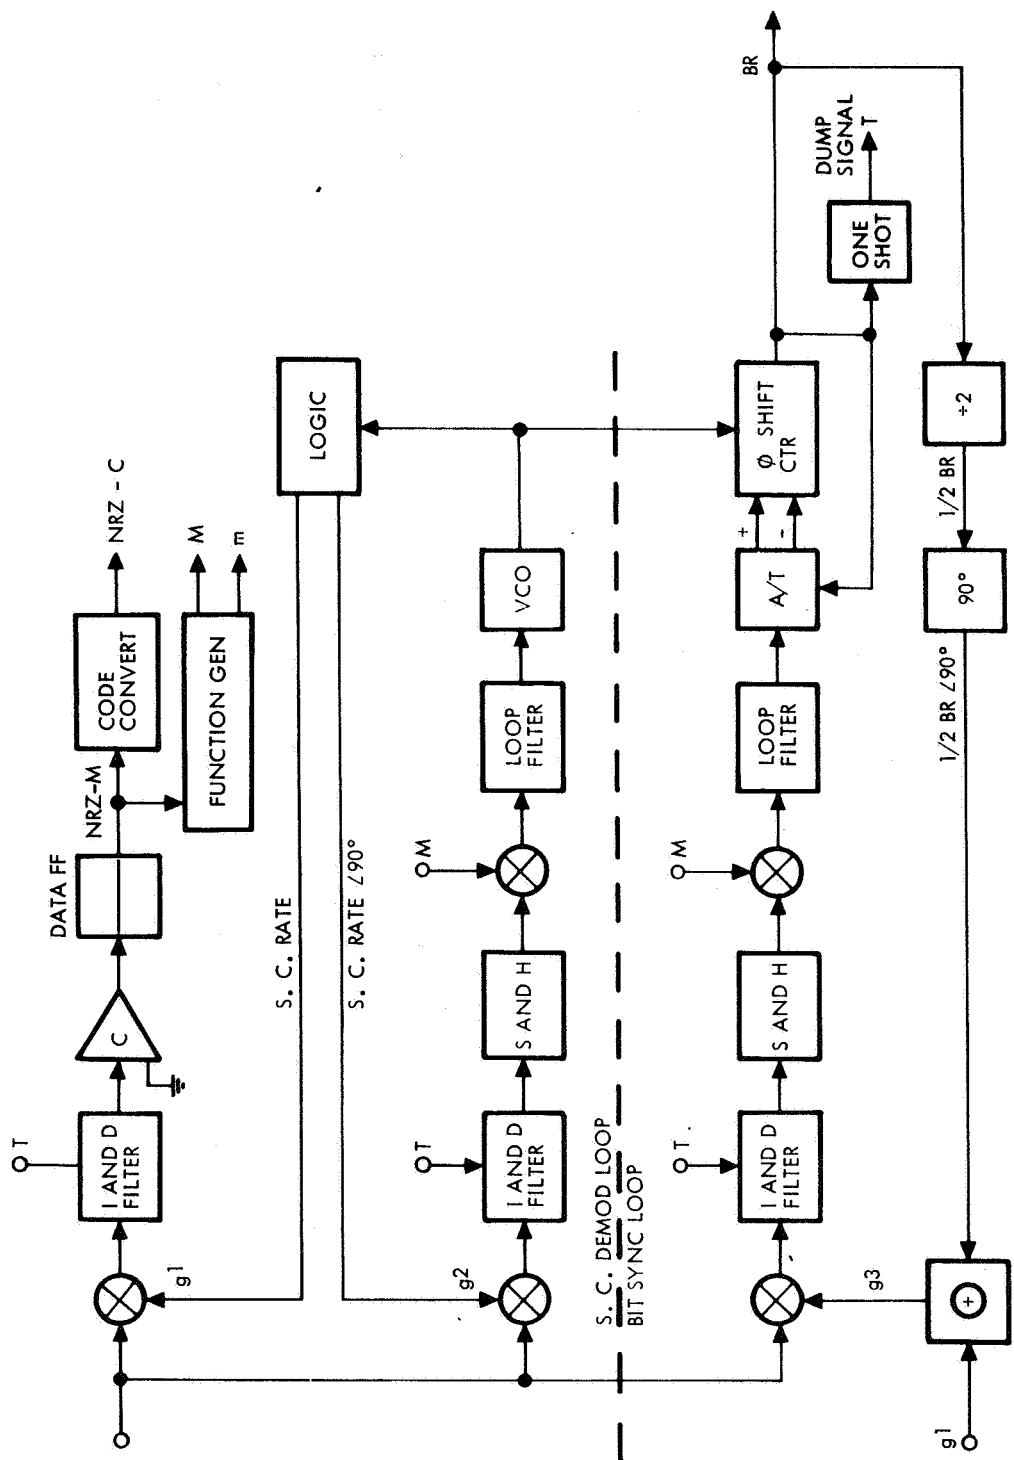 T
I AND D
FILTER
g1
C
DATA FF
NRZ-M
CODE
CONVERT
NRZ - C
FUNCTION GEN
M
m
S. C. RATE
S. C. RATE ∠90°
LOGIC
g2
T
I AND D
FILTER
S AND H
M
LOOP
FILTER
VCO
S. C. DEMOD LOOP
BIT SYNC LOOP
T
I AND D
FILTER
S AND H
M
LOOP
FILTER
A/T
+
-
Ø SHIFT
CTR
BR
ONE
SHOT
DUMP
SIGNAL
T
g3
g1
+
1/2 BR ∠90°
90°
1/2 BR
÷2